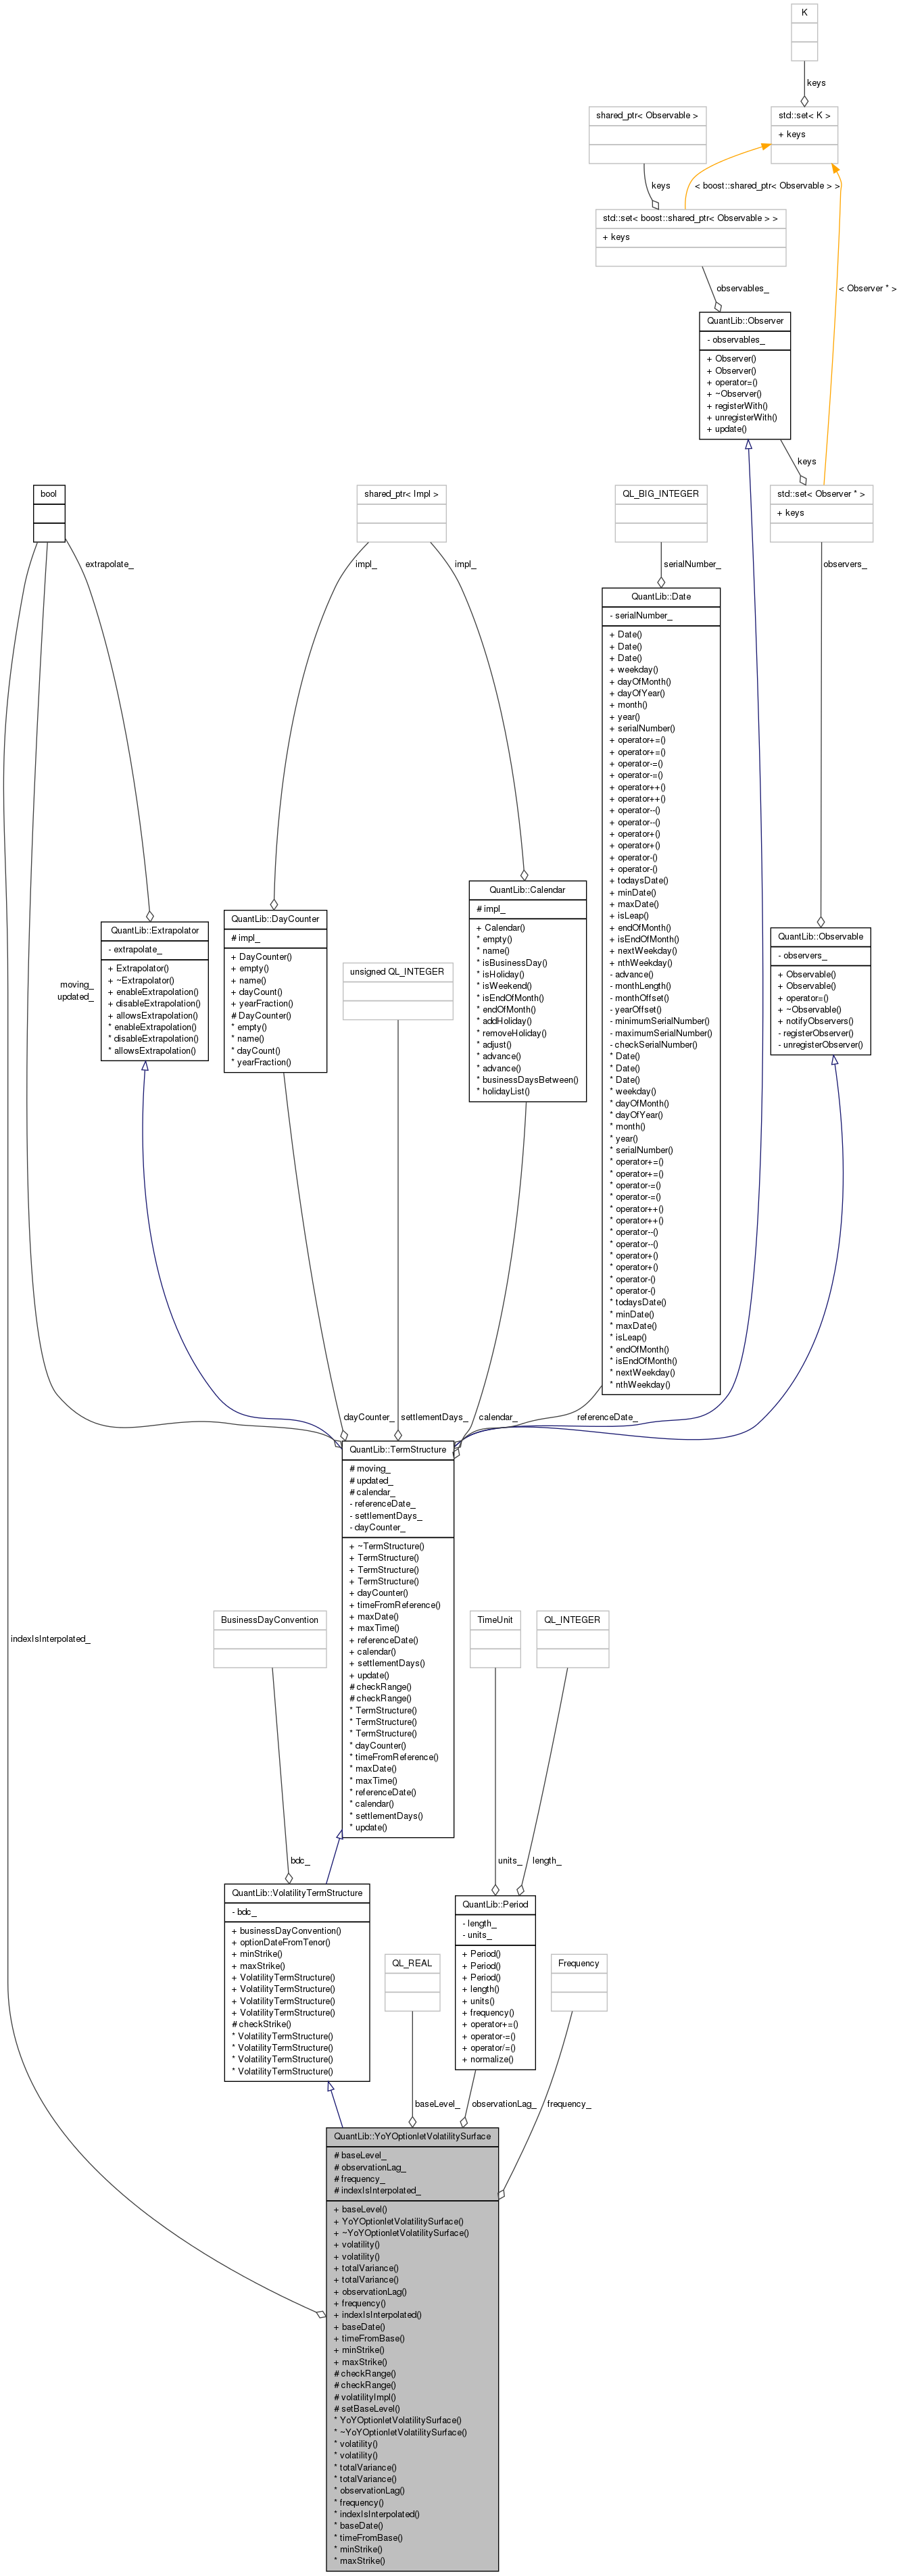 K
keys
shared_ptr< Observable >
std::set< K >
+ keys
keys
< boost::shared_ptr< Observable > >
std::set< boost::shared_ptr< Observable > >
+ keys
observables_
< Observer * >
QuantLib::Observer
- observables_
+ Observer()
+ Observer()
+ operator=()
+ ~Observer()
+ registerWith()
+ unregisterWith()
+ update()
keys
bool
shared_ptr< Impl >
QL_BIG_INTEGER
std::set< Observer * >
+ keys
extrapolate_
impl_
impl_
serialNumber_
observers_
QuantLib::Date
- serialNumber_
+ Date()
+ Date()
+ Date()
+ weekday()
+ dayOfMonth()
+ dayOfYear()
+ month()
+ year()
+ serialNumber()
+ operator+=()
+ operator+=()
+ operator-=()
+ operator-=()
+ operator++()
+ operator++()
+ operator--()
+ operator--()
+ operator+()
+ operator+()
+ operator-()
+ operator-()
+ todaysDate()
+ minDate()
+ maxDate()
+ isLeap()
+ endOfMonth()
+ isEndOfMonth()
+ nextWeekday()
+ nthWeekday()
- advance()
- monthLength()
- monthOffset()
- yearOffset()
- minimumSerialNumber()
- maximumSerialNumber()
- checkSerialNumber()
* Date()
* Date()
* Date()
* weekday()
* dayOfMonth()
* dayOfYear()
* month()
* year()
* serialNumber()
* operator+=()
* operator+=()
* operator-=()
* operator-=()
* operator++()
* operator++()
* operator--()
* operator--()
* operator+()
* operator+()
* operator-()
* operator-()
* todaysDate()
* minDate()
* maxDate()
* isLeap()
* endOfMonth()
* isEndOfMonth()
* nextWeekday()
* nthWeekday()
QuantLib::Calendar
# impl_
+ Calendar()
* empty()
* name()
* isBusinessDay()
* isHoliday()
* isWeekend()
* isEndOfMonth()
* endOfMonth()
* addHoliday()
* removeHoliday()
* adjust()
* advance()
* advance()
* businessDaysBetween()
* holidayList()
QuantLib::DayCounter
# impl_
+ DayCounter()
+ empty()
+ name()
+ dayCount()
+ yearFraction()
# DayCounter()
* empty()
* name()
* dayCount()
* yearFraction()
QuantLib::Extrapolator
- extrapolate_
+ Extrapolator()
+ ~Extrapolator()
+ enableExtrapolation()
+ disableExtrapolation()
+ allowsExtrapolation()
* enableExtrapolation()
* disableExtrapolation()
* allowsExtrapolation()
QuantLib::Observable
- observers_
+ Observable()
+ Observable()
+ operator=()
+ ~Observable()
+ notifyObservers()
- registerObserver()
- unregisterObserver()
unsigned QL_INTEGER
moving_
updated_
dayCounter_
settlementDays_
calendar_
referenceDate_
QuantLib::TermStructure
# moving_
# updated_
# calendar_
- referenceDate_
- settlementDays_
- dayCounter_
+ ~TermStructure()
+ TermStructure()
+ TermStructure()
+ TermStructure()
+ dayCounter()
+ timeFromReference()
+ maxDate()
+ maxTime()
+ referenceDate()
+ calendar()
+ settlementDays()
+ update()
# checkRange()
# checkRange()
* TermStructure()
* TermStructure()
* TermStructure()
* dayCounter()
* timeFromReference()
* maxDate()
* maxTime()
* referenceDate()
* calendar()
* settlementDays()
* update()
BusinessDayConvention
TimeUnit
QL_INTEGER
indexIsInterpolated_
bdc_
units_
length_
QuantLib::VolatilityTermStructure
- bdc_
+ businessDayConvention()
+ optionDateFromTenor()
+ minStrike()
+ maxStrike()
+ VolatilityTermStructure()
+ VolatilityTermStructure()
+ VolatilityTermStructure()
+ VolatilityTermStructure()
# checkStrike()
* VolatilityTermStructure()
* VolatilityTermStructure()
* VolatilityTermStructure()
* VolatilityTermStructure()
QuantLib::Period
- length_
- units_
+ Period()
+ Period()
+ Period()
+ length()
+ units()
+ frequency()
+ operator+=()
+ operator-=()
+ operator/=()
+ normalize()
QL_REAL
Frequency
baseLevel_
observationLag_
frequency_
QuantLib::YoYOptionletVolatilitySurface
# baseLevel_
# observationLag_
# frequency_
# indexIsInterpolated_
+ baseLevel()
+ YoYOptionletVolatilitySurface()
+ ~YoYOptionletVolatilitySurface()
+ volatility()
+ volatility()
+ totalVariance()
+ totalVariance()
+ observationLag()
+ frequency()
+ indexIsInterpolated()
+ baseDate()
+ timeFromBase()
+ minStrike()
+ maxStrike()
# checkRange()
# checkRange()
# volatilityImpl()
# setBaseLevel()
* YoYOptionletVolatilitySurface()
* ~YoYOptionletVolatilitySurface()
* volatility()
* volatility()
* totalVariance()
* totalVariance()
* observationLag()
* frequency()
* indexIsInterpolated()
* baseDate()
* timeFromBase()
* minStrike()
* maxStrike()